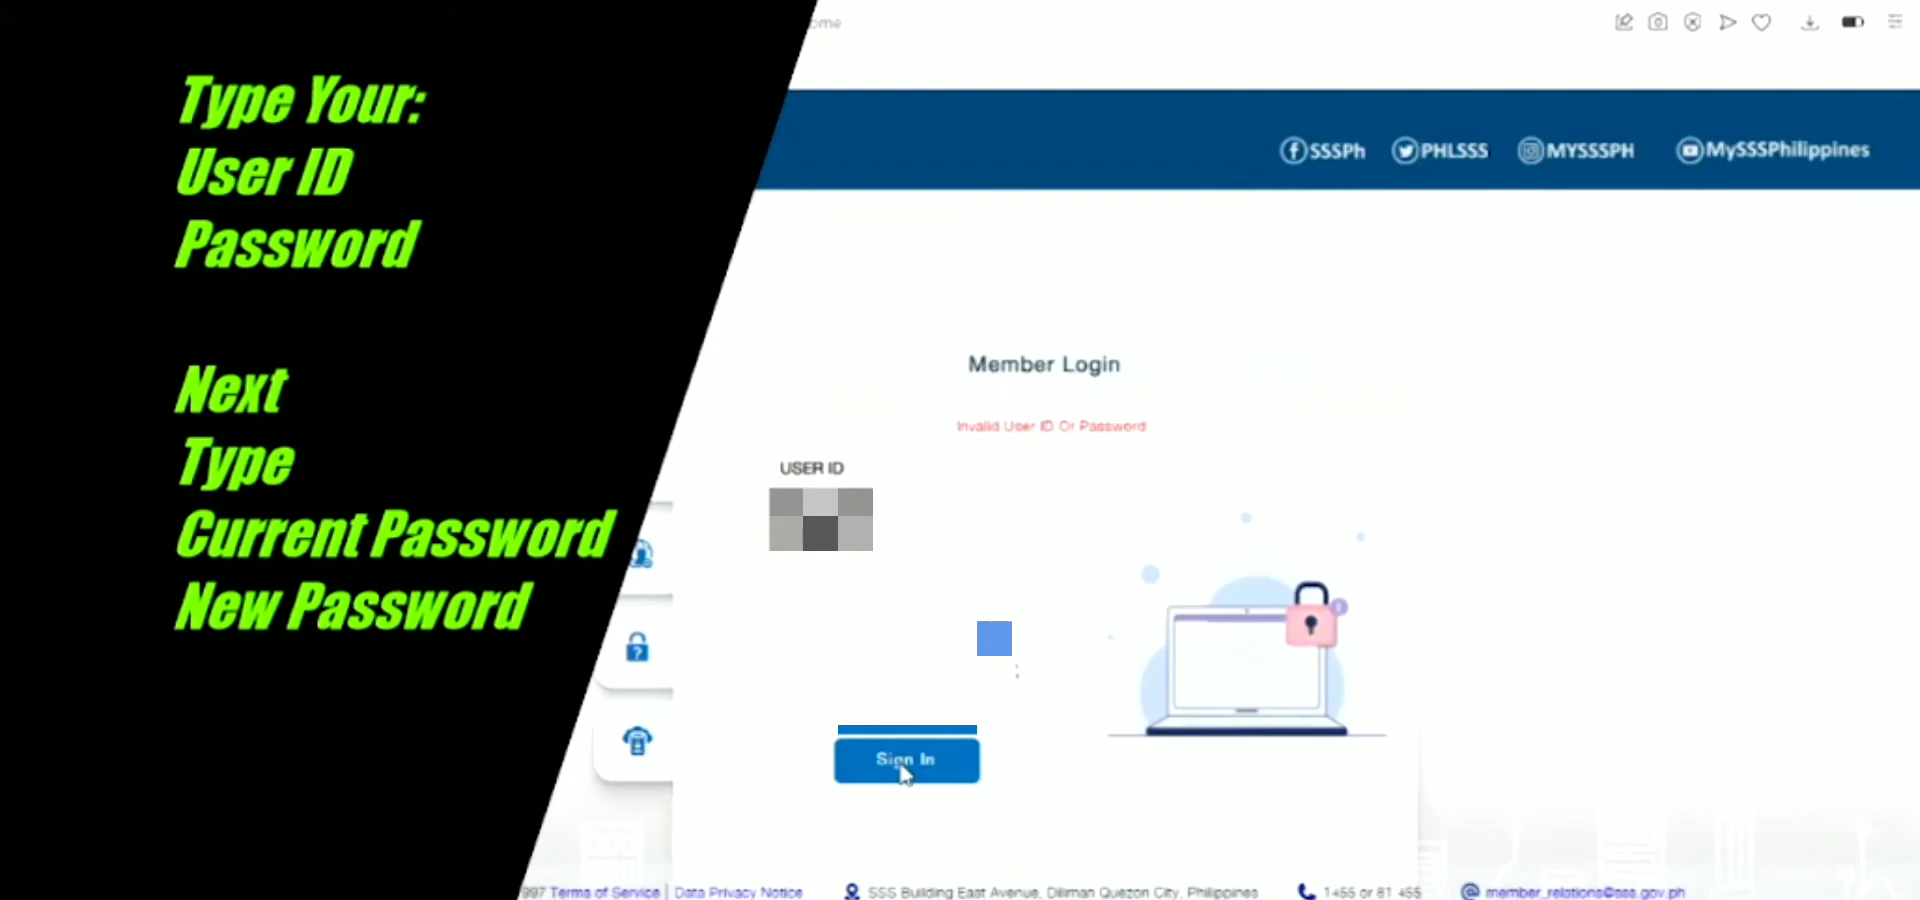 Type Your:
User ID
Password
Next
Type
Current Password
New Password
ome
SSSPh
PHLSSS
MYSSSPH
MySSSPhilippines
Member Login
Invalid User ID Or Password
USER ID
Sign In
997 Terms of Service | Data Privacy Notice
SSS Building East Avenue, Diliman Quezon City, Philippines
1455 or 81 455
member_relations@sss.gov.ph